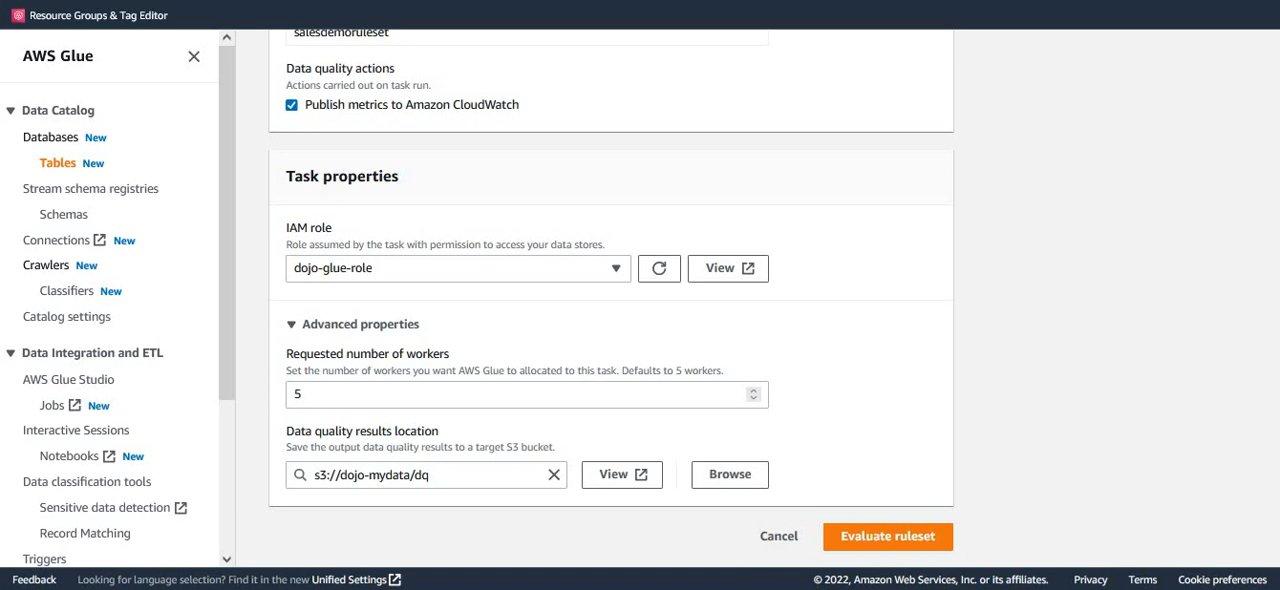 Resource Groups & Tag Editor
AWS Glue
Data Catalog
Databases New
Tables New
Stream schema registries
Schemas
Connections New
Crawlers New
Classifiers New
Catalog settings
Data Integration and ETL
AWS Glue Studio
Jobs New
Interactive Sessions
Notebooks New
Data classification tools
Sensitive data detection
Record Matching
Triggers
salesdemoruleset
Data quality actions
Actions carried out on task run.
Publish metrics to Amazon CloudWatch
Task properties
IAM role
Role assumed by the task with permission to access your data stores.
dojo-glue-role
View
Advanced properties
Requested number of workers
Set the number of workers you want AWS Glue to allocated to this task. Defaults to 5 workers.
5
Data quality results location
Save the output data quality results to a target S3 bucket.
s3://dojo-mydata/dq
View
Browse
Cancel
Evaluate ruleset
Feedback
Looking for language selection? Find it in the new Unified Settings
© 2022, Amazon Web Services, Inc. or its affiliates.
Privacy
Terms
Cookie preferences